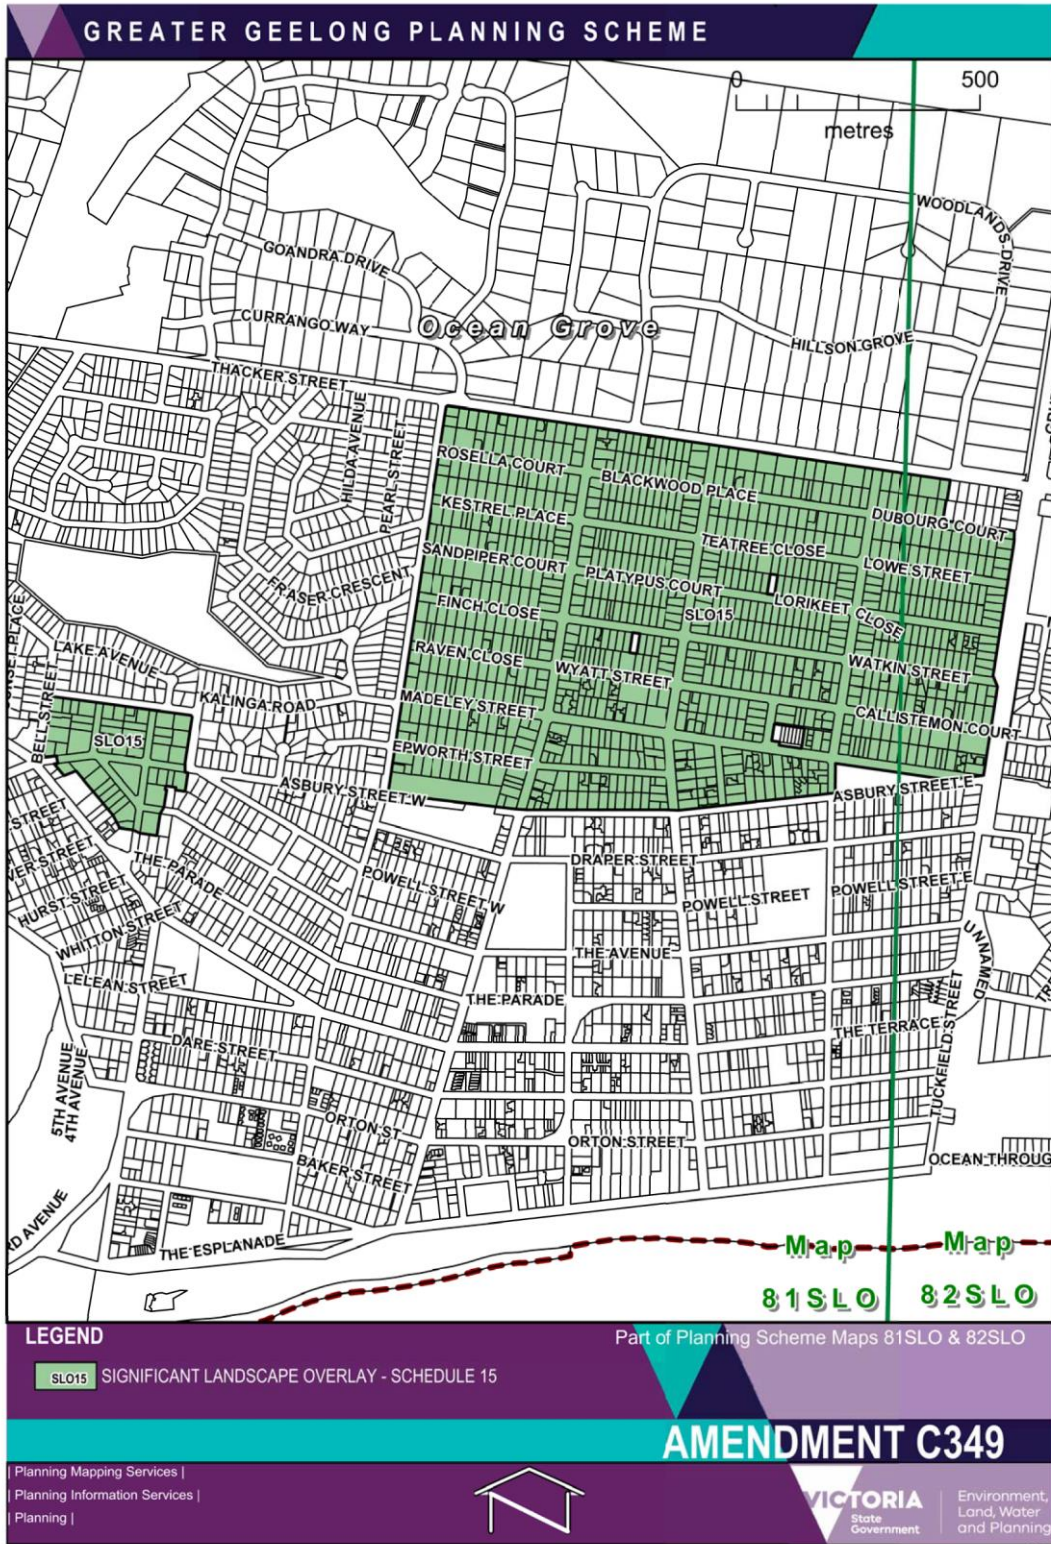 GREATER GEELONG PLANNING SCHEME
0 500
metres
WOODLANDS DRIVE
GOANDRA DRIVE
CURRANGO WAY
Ocean Grove
HILLSON GROVE
THACKER STREET
HILDA AVENUE
PEARL STREET
ROSELLA COURT
BLACKWOOD PLACE
KESTREL PLACE
DUBOURG COURT
TEATREE CLOSE
SANDPIPER COURT
LOWE STREET
PLATYPUS COURT
FRASER CRESCENT
FINCH CLOSE
SLO15
LORIKEET CLOSE
RAVEN CLOSE
WYATT STREET
WATKIN STREET
LAKE AVENUE
KALINGA ROAD
MADELEY STREET
CALLISTEMON COURT
BELL STREET
SLO15
EPWORTH STREET
ASBURY STREET W
ASBURY STREET E
STREET
THE PARADE
DRAPER STREET
HURST STREET
POWELL STREET W
POWELL STREET
POWELL STREET E
WHITTON STREET
THE AVENUE
UNNAMED
LELEAN STREET
THE PARADE
THE TERRACE
DARE STREET
5TH AVENUE
4TH AVENUE
TUCKFIELD STREET
ORTON ST
ORTON STREET
BAKER STREET
OCEAN THROUG
RD AVENUE
THE ESPLANADE
Map Map
81SLO 82SLO
LEGEND
Part of Planning Scheme Maps 81SLO & 82SLO
SLO15 SIGNIFICANT LANDSCAPE OVERLAY - SCHEDULE 15
AMENDMENT C349
| Planning Mapping Services |
| Planning Information Services |
| Planning |
VICTORIA
State
Government
Environment,
Land, Water
and Planning